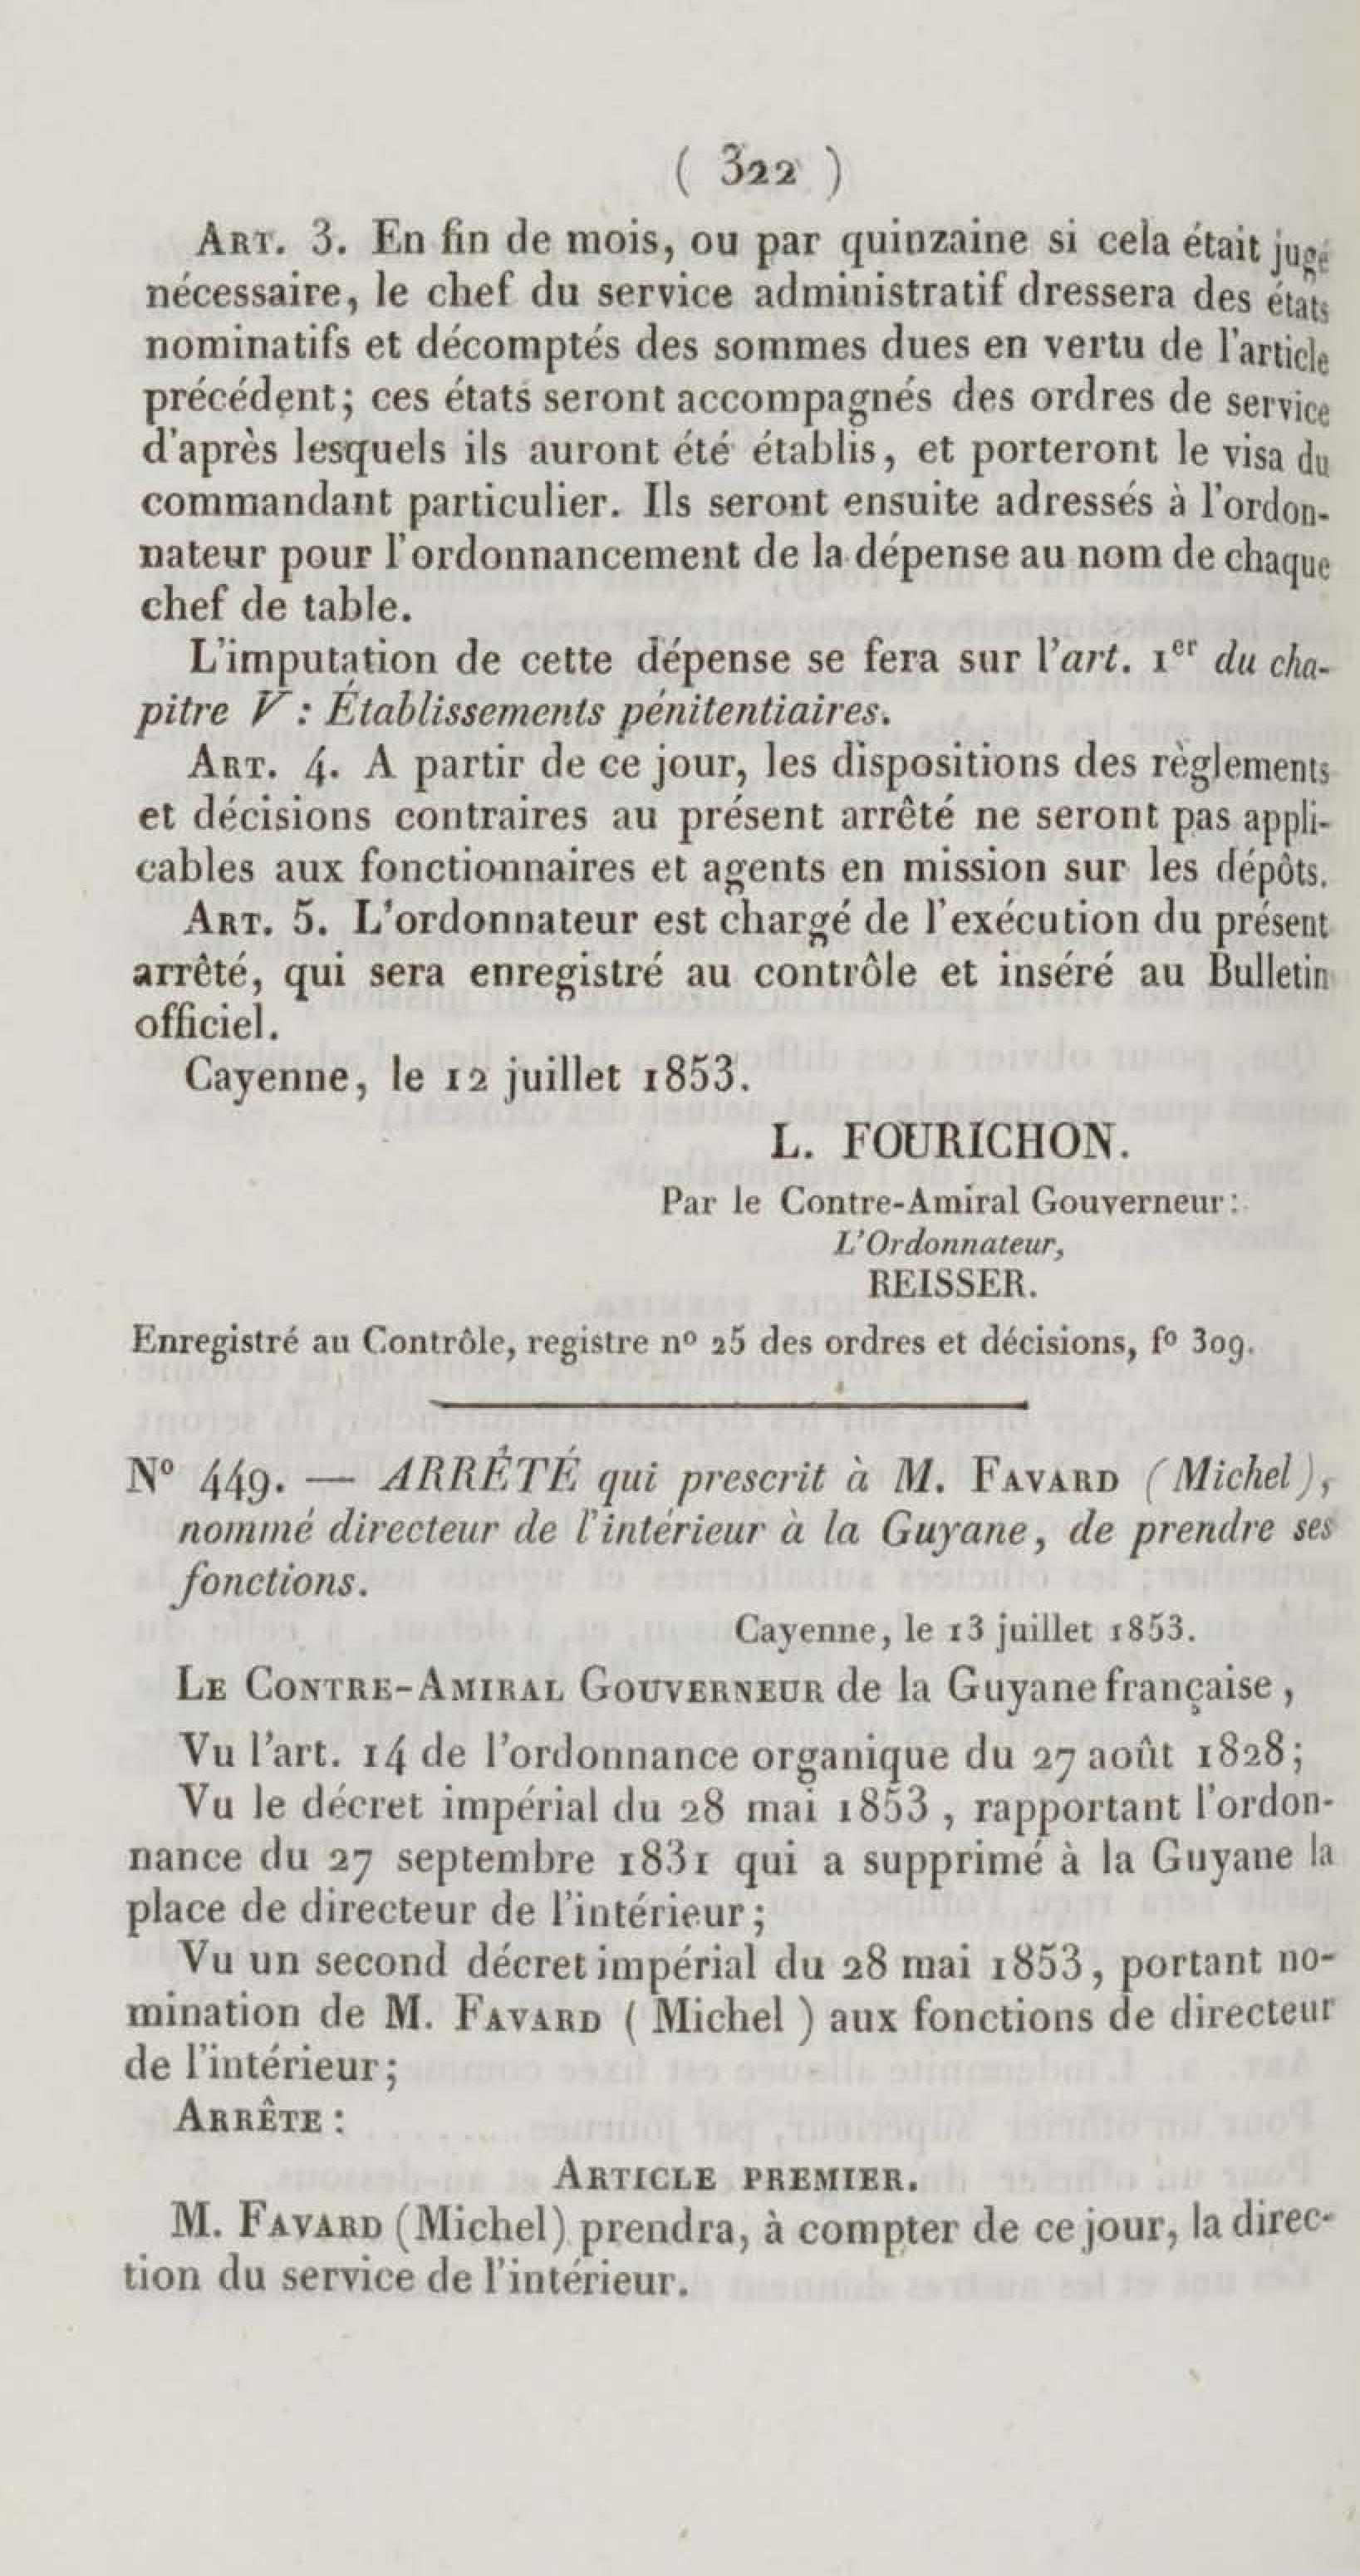 ( 322 )
ART. 3. En fin de mois, ou par quinzaine si cela était jugé
nécessaire, le chef du service administratif dressera des états
nominatifs et décomptés des sommes dues en vertu de l'article
précédent; ces états seront accompagnés des ordres de service
d'après lesquels ils auront été établis, et porteront le visa du
commandant particulier. Ils seront ensuite adressés à l'ordon-
nateur pour l'ordonnancement de la dépense au nom de chaque
chef de table.
L'imputation de cette dépense se fera sur l'art. 1er du cha-
pitre V : Établissements pénitentiaires.
ART. 4. A partir de ce jour, les dispositions des règlements
et décisions contraires au présent arrêté ne seront pas appli-
cables aux fonctionnaires et agents en mission sur les dépôts.
ART. 5. L'ordonnateur est chargé de l'exécution du présent
arrêté, qui sera enregistré au contrôle et inséré au Bulletin
officiel.
Cayenne, le 12 juillet 1853.
L. FOURICHON.
Par le Contre-Amiral Gouverneur:
L'Ordonnateur,
REISSER.
Enregistré au Contrôle, registre nº 25 des ordres et décisions, fº 309.
Nº 449. — ARRÊTÉ qui prescrit à M. FAVARD (Michel),
nommé directeur de l'intérieur à la Guyane, de prendre ses
fonctions.
Cayenne, le 13 juillet 1853.
LE CONTRE-AMIRAL GOUVERNEUR de la Guyane française,
Vu l'art. 14 de l'ordonnance organique du 27 août 1828;
Vu le décret impérial du 28 mai 1853, rapportant l'ordon-
nance du 27 septembre 1831 qui a supprimé à la Guyane la
place de directeur de l'intérieur;
Vu un second décret impérial du 28 mai 1853, portant no-
mination de M. FAVARD (Michel) aux fonctions de directeur
de l'intérieur;
ARRÊTE :
ARTICLE PREMIER.
M. FAVARD (Michel) prendra, à compter de ce jour, la direc-
tion du service de l'intérieur.